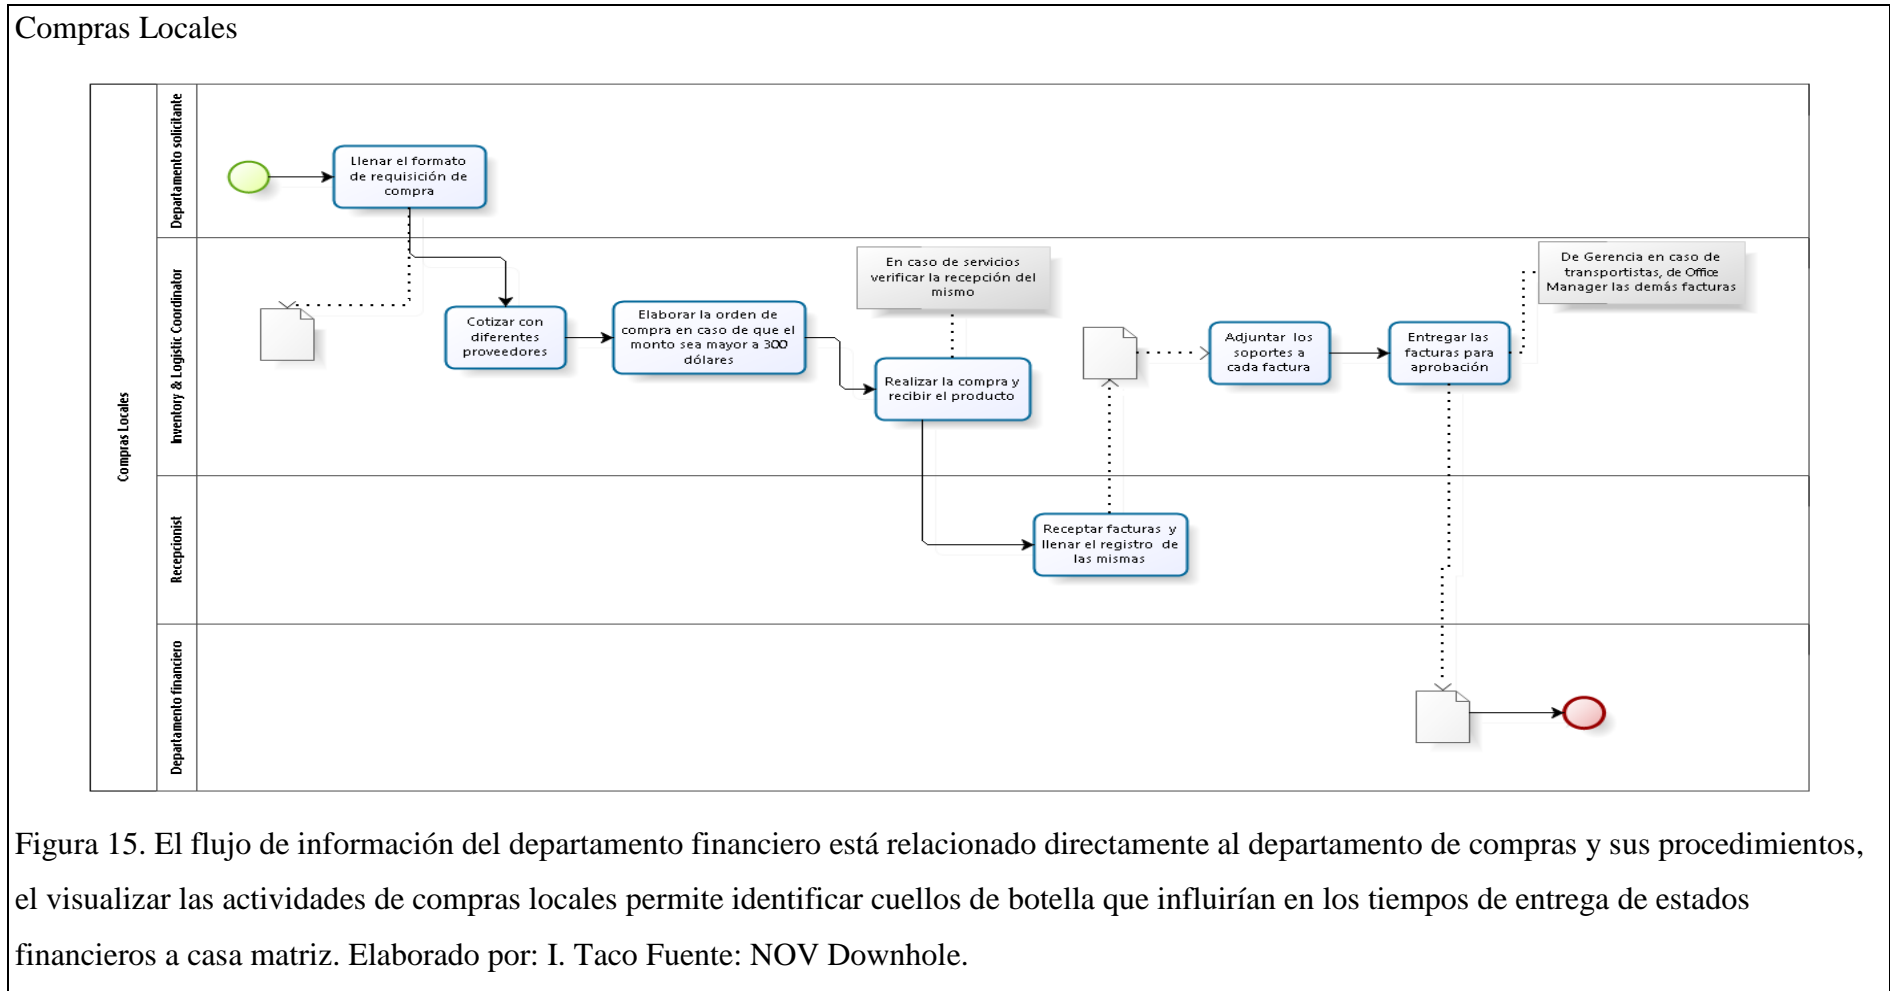 Compras Locales
Compras Locales
Departamento solicitante
Llenar el formato
de requisición de
compra
Inventory & Logistic Coordinator
Cotizar con
diferentes
proveedores
Elaborar la orden de
compra en caso de que el
monto sea mayor a 300
dólares
En caso de servicios
verificar la recepción del
mismo
Realizar la compra y
recibir el producto
Adjuntar los
soportes a
cada factura
Entregar las
facturas para
aprobación
De Gerencia en caso de
transportistas, de Office
Manager las demás facturas
Recepcionist
Receptar facturas y
llenar el registro de
las mismas
Departamento financiero
Figura 15. El flujo de información del departamento financiero está relacionado directamente al departamento de compras y sus procedimientos,
el visualizar las actividades de compras locales permite identificar cuellos de botella que influirían en los tiempos de entrega de estados
financieros a casa matriz. Elaborado por: I. Taco Fuente: NOV Downhole.